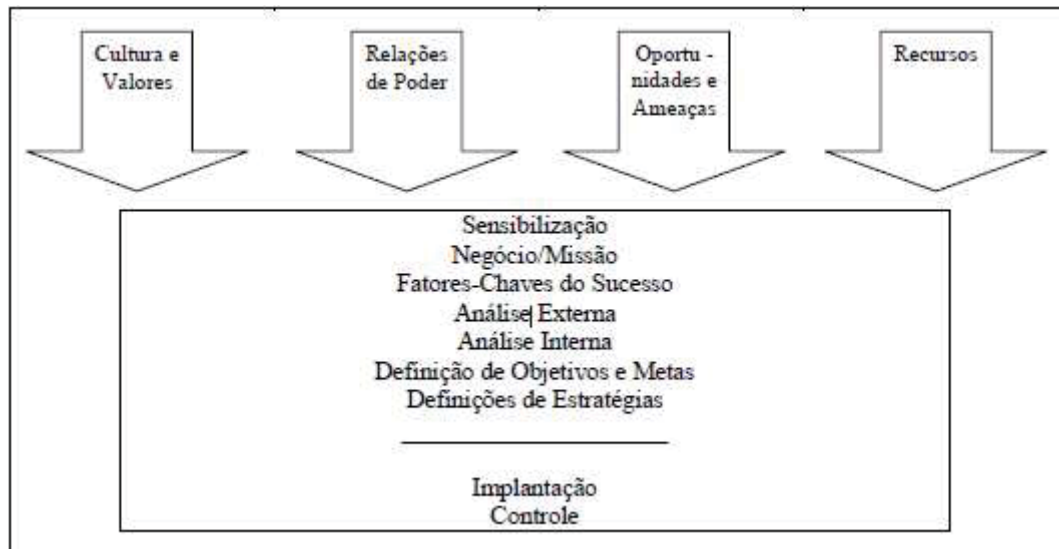 Cultura e
Valores
Relações
de Poder
Oportu -
nidades e
Ameaças
Recursos
Sensibilização
Negócio/Missão
Fatores-Chaves do Sucesso
Análise Externa
Análise Interna
Definição de Objetivos e Metas
Definições de Estratégias
Implantação
Controle